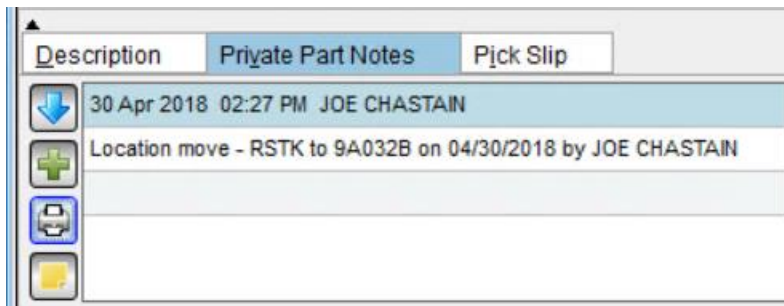 Description Private Part Notes Pick Slip
30 Apr 2018 02:27 PM JOE CHASTAIN
Location move - RSTK to 9A032B on 04/30/2018 by JOE CHASTAIN